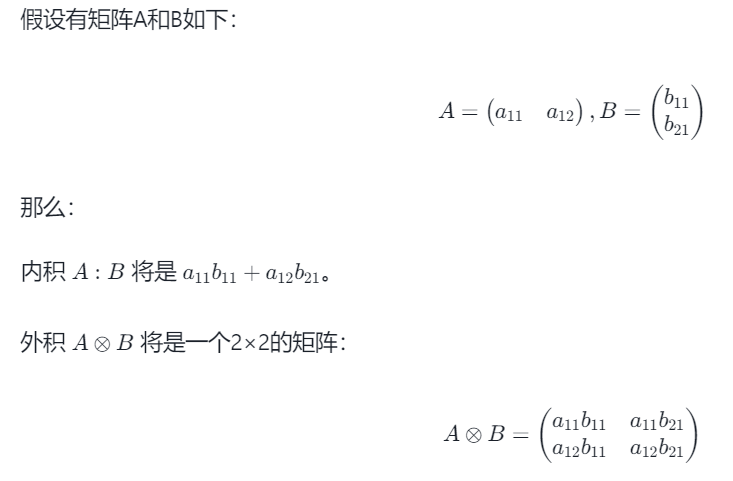 假设有矩阵A和B如下：
$A = \begin{pmatrix} a_{11} & a_{12} \end{pmatrix}, B = \begin{pmatrix} b_{11} \\ b_{21} \end{pmatrix}$
那么：
内积 $A : B$ 将是 $a_{11}b_{11} + a_{12}b_{21}$。
外积 $A \otimes B$ 将是一个2×2的矩阵：
$A \otimes B = \begin{pmatrix} a_{11}b_{11} & a_{11}b_{21} \\ a_{12}b_{11} & a_{12}b_{21} \end{pmatrix}$